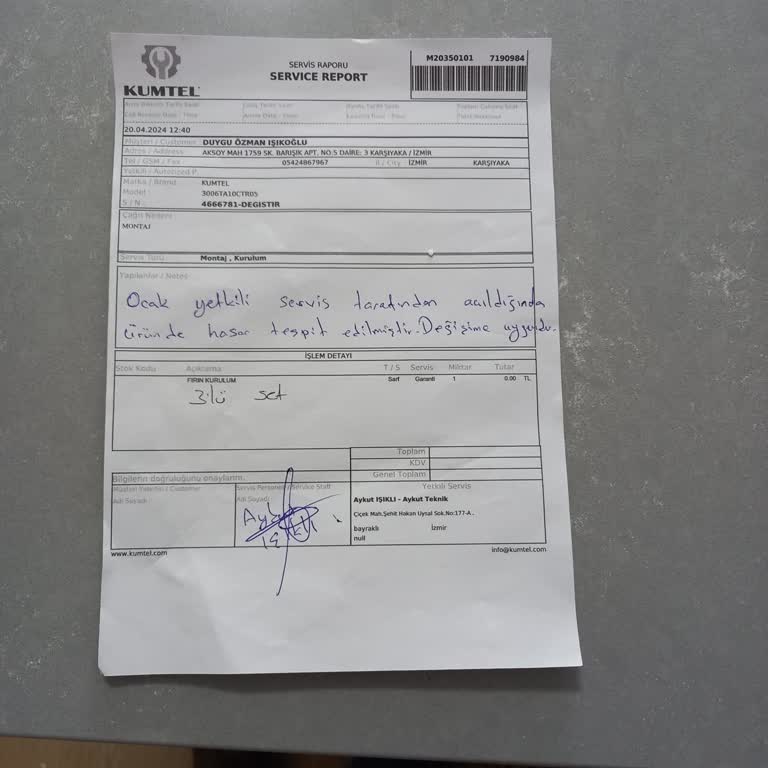 KUMTEL
SERVİS RAPORU
SERVICE REPORT
M20350101 7190984
20.04.2024 12:40
Müşteri / Customer DUYGU ÖZMAN IŞIKOĞLU
Adres / Address AKSOY MAH 1759 SK. BARIŞIK APT. NO:5 DAİRE: 3 KARŞIYAKA / İZMİR
Tel / GSM / Fax : 05424867967 İl / City : İZMİR KARŞIYAKA
Yetkili / Autorized P.
Marka / Brand KUMTEL
Model : 3006TA10CTR05
S / N : 4666781-DEGISTIR
Çağrı Nedeni
MONTAJ
Servis Türü Montaj , Kurulum
Yapılanlar / Notes
Ocak yetkili servis tarafından açıldığında
üründe hasar tespit edilmiştir. Değişime uygundur.
İŞLEM DETAYI
Stok Kodu Açıklama T / S Servis Miktar Tutar
FIRIN KURULUM Sarf Garanti 1 0.00 TL
3'lü set
Toplam
KDV
Genel Toplam
Bilgilerin doğruluğunu onaylarım.
Müşteri Yetkilisi / Customer Servis Personeli / Service Staff Yetkili Servis
Adı Soyadı : Adı Soyadı :
Aykut IŞIKLI - Aykut Teknik
Çiçek Mah.Şehit Hakan Uysal Sok.No:177-A .
bayraklı İzmir
null
www.kumtel.com info@kumtel.com